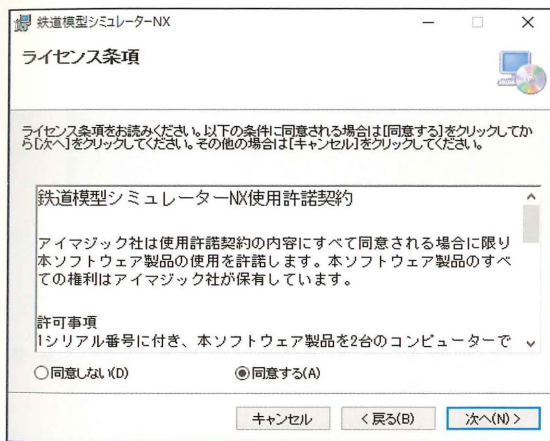 鉄道模型シミュレーターNX
ライセンス条項
ライセンス条項をお読みください。以下の条件に同意される場合は[同意する]をクリックしてか
ら[次へ]をクリックしてください。その他の場合は[キャンセル]をクリックしてください。
鉄道模型シミュレーターNX使用許諾契約
アイマジック社は使用許諾契約の内容にすべて同意される場合に限り
本ソフトウェア製品の使用を許諾します。本ソフトウェア製品のすべ
ての権利はアイマジック社が保有しています。
許可事項
1シリアル番号に付き、本ソフトウェア製品を2台のコンピューターで
同意しない(D) 同意する(A)
キャンセル < 戻る(B) 次へ(N) >